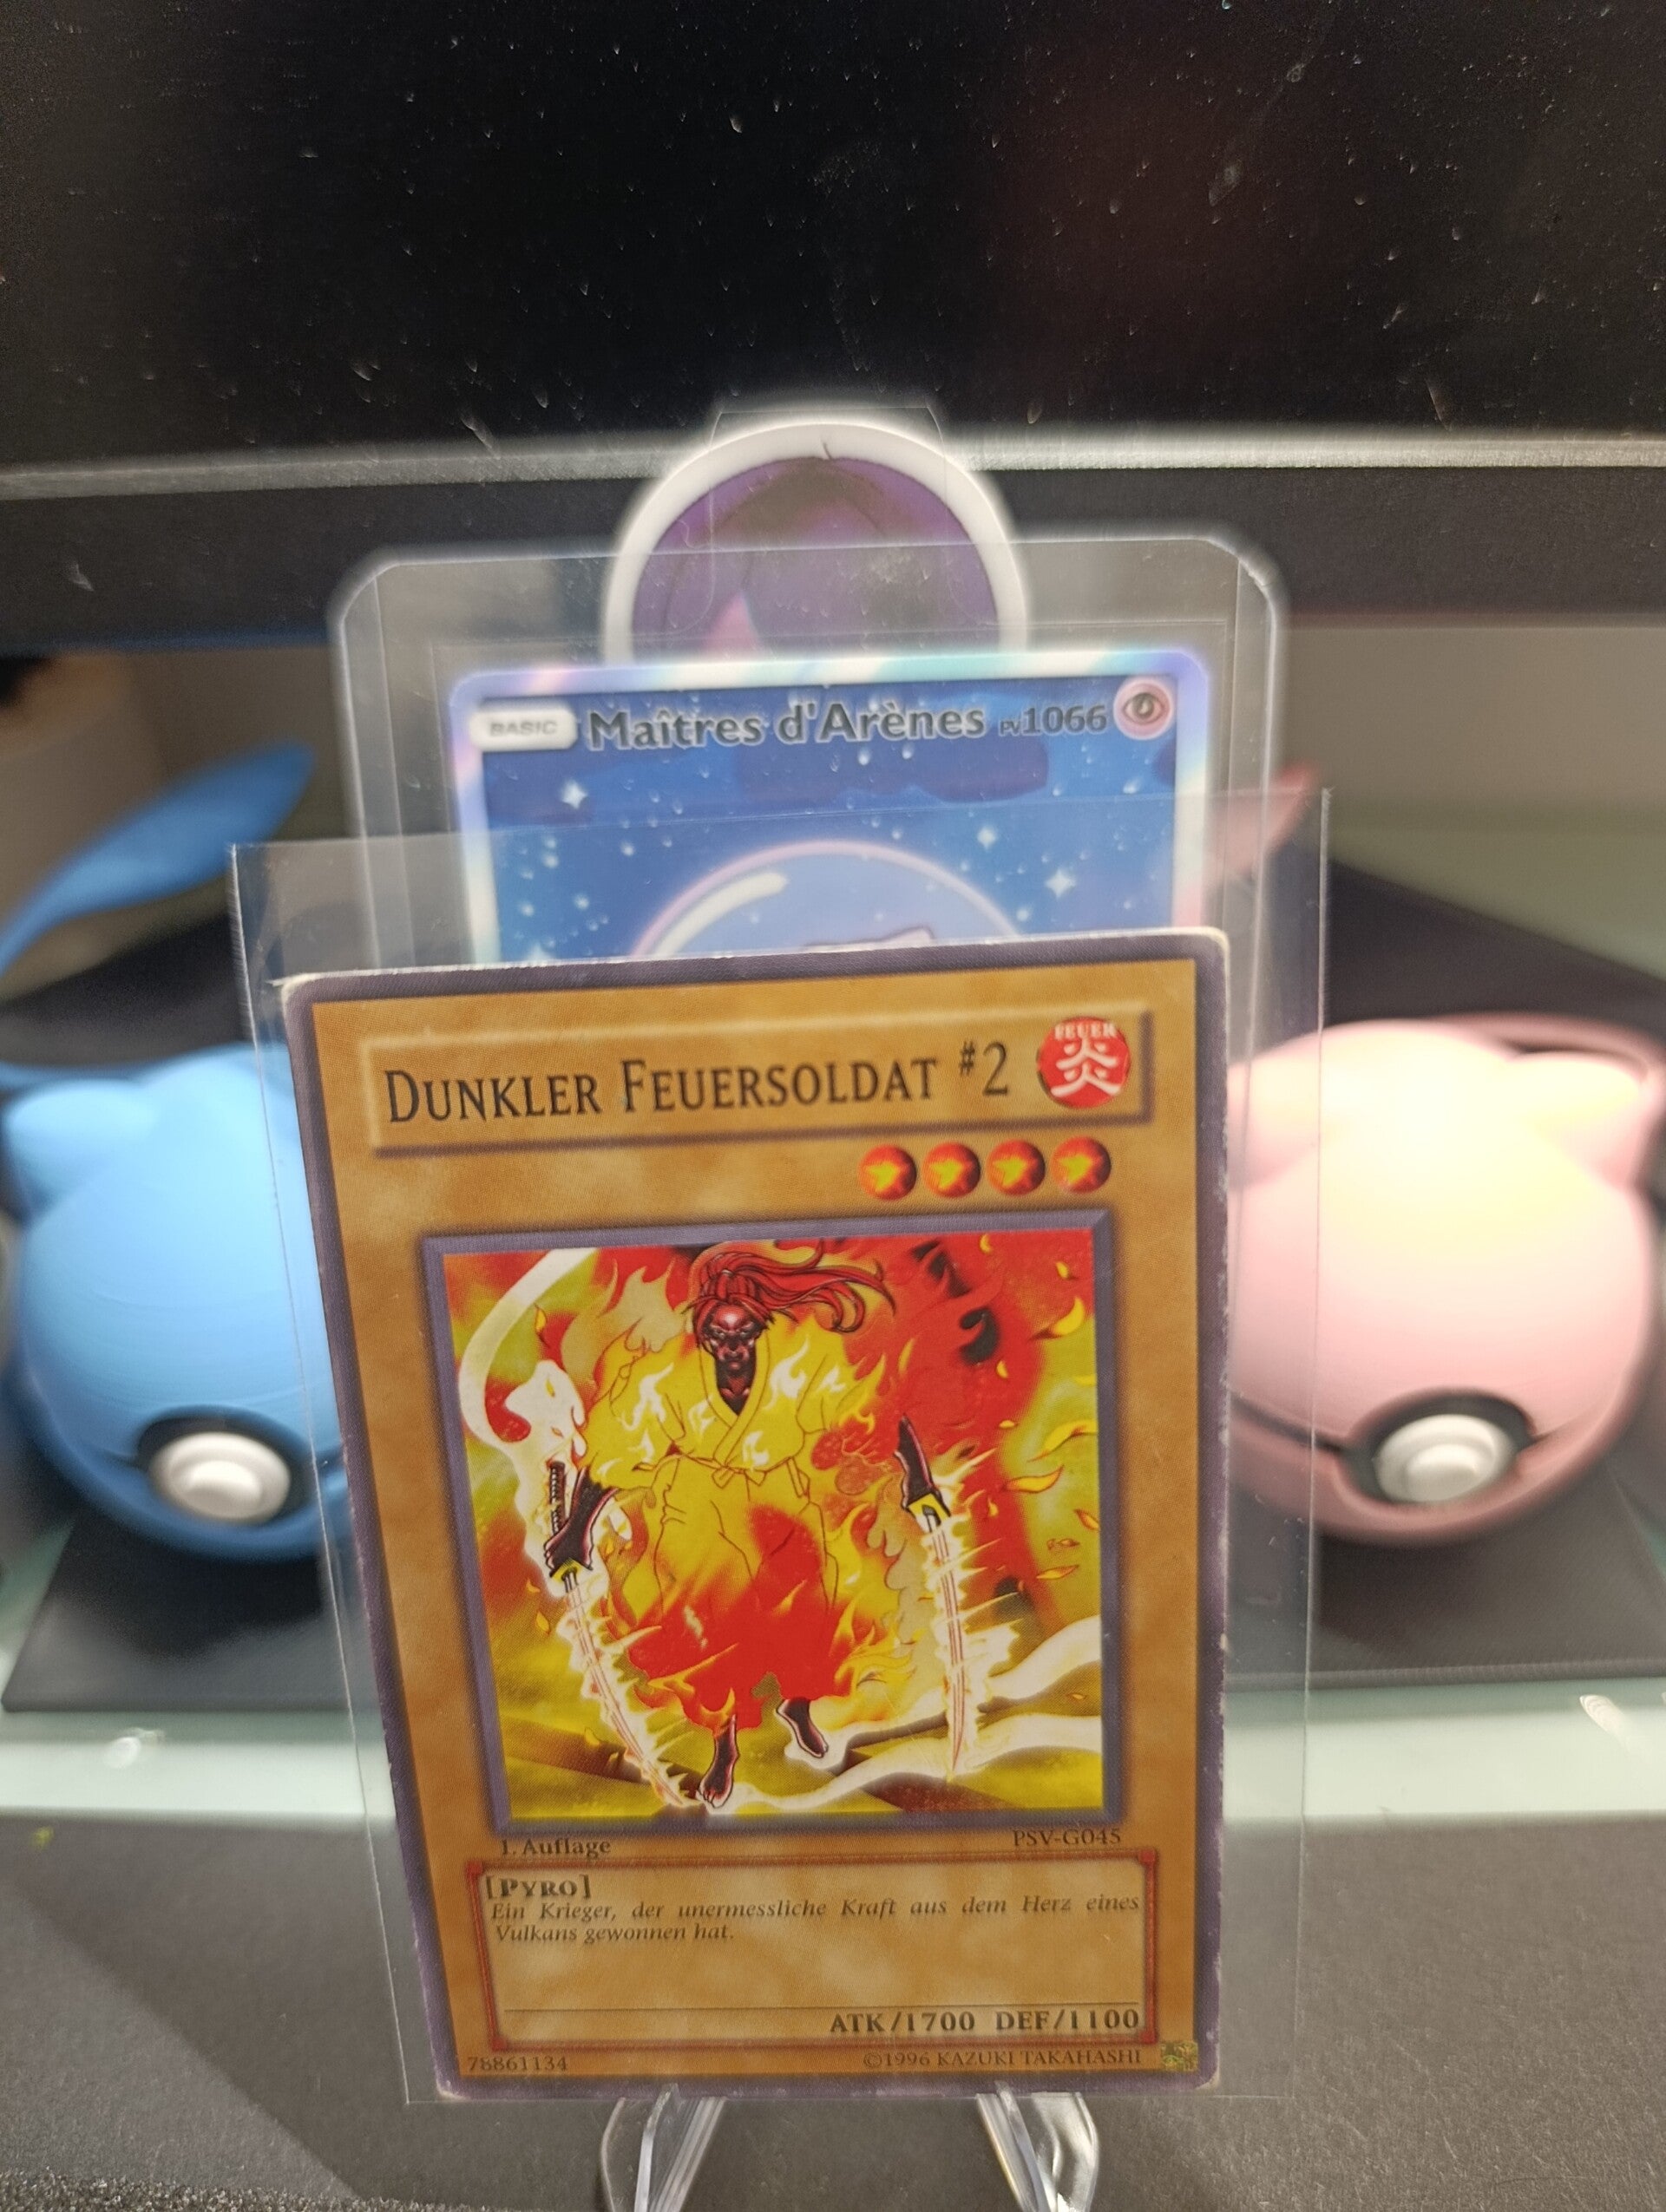 BASIC Maîtres d'Arènes PV1066
DUNKLER FEUERSOLDAT #2
FEUER
炎
1. Auflage
PSV-G045
[PYRO]
Ein Krieger, der unermessliche Kraft aus dem Herz eines
Vulkans gewonnen hat.
ATK/1700 DEF/1100
78861134
©1996 KAZUKI TAKAHASHI